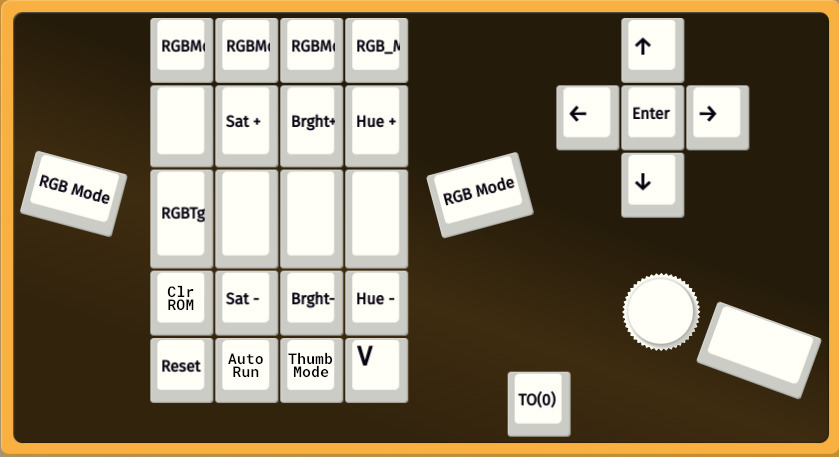 RGBM
RGBM
RGBM
RGB_M
↑
Sat +
Brght+
Hue +
←
Enter
→
RGB Mode
RGBTg
RGB Mode
↓
Clr
ROM
Sat -
Brght-
Hue -
Reset
Auto
Run
Thumb
Mode
V
TO(0)